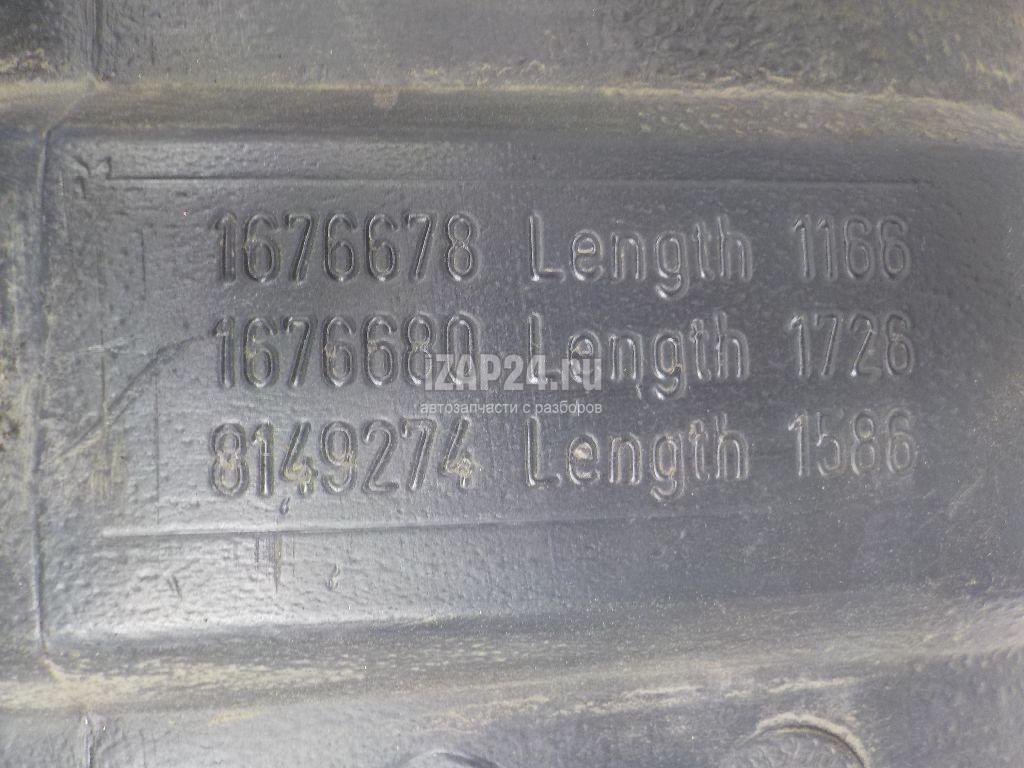 1676678 Length 1166
1676680 Length 1726
IZAP24.ru
автозапчасти с разборов
8149274 Length 1586